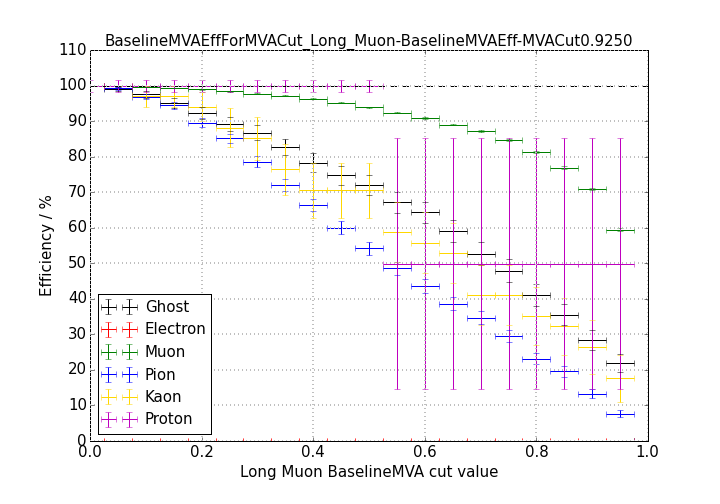 BaselineMVAEffForMVACut_Long_Muon-BaselineMVAEff-MVACut0.9250
110
100
90
80
70
60
50
40
30
20
10
0
Efficiency / %
Ghost
Electron
Muon
Pion
Kaon
Proton
0.0 0.2 0.4 0.6 0.8 1.0
Long Muon BaselineMVA cut value